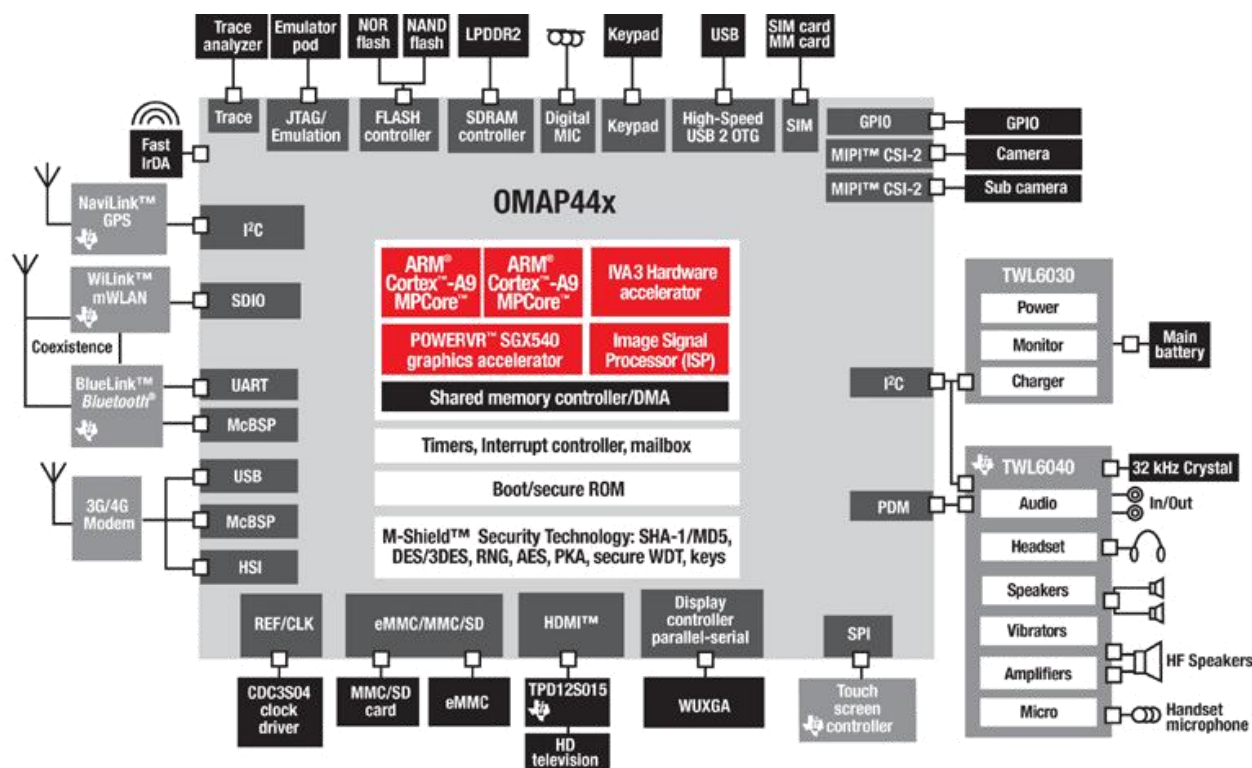 Trace
analyzer
Emulator
pod
NOR
flash
NAND
flash
LPDDR2
Keypad
USB
SIM card
MM card
Trace
JTAG/
Emulation
FLASH
controller
SDRAM
controller
Digital
MIC
Keypad
High-Speed
USB 2 OTG
SIM
GPIO
GPIO
MIPI™ CSI-2
Camera
MIPI™ CSI-2
Sub camera
Fast
IrDA
NaviLink™
GPS
I²C
WiLink™
mWLAN
SDIO
Coexistence
BlueLink™
Bluetooth®
UART
McBSP
3G/4G
Modem
USB
McBSP
HSI
OMAP44x
ARM®
Cortex™-A9
MPCore™
ARM®
Cortex™-A9
MPCore™
IVA3 Hardware
accelerator
POWERVR™ SGX540
graphics accelerator
Image Signal
Processor (ISP)
Shared memory controller/DMA
Timers, Interrupt controller, mailbox
Boot/secure ROM
M-Shield™ Security Technology: SHA-1/MD5,
DES/3DES, RNG, AES, PKA, secure WDT, keys
I²C
PDM
TWL6030
Power
Monitor
Charger
Main
battery
TWL6040
32 kHz Crystal
Audio
In/Out
Headset
Speakers
Vibrators
Amplifiers
HF Speakers
Micro
Handset
microphone
REF/CLK
eMMC/MMC/SD
HDMI™
Display
controller
parallel-serial
SPI
CDC3S04
clock
driver
MMC/SD
card
eMMC
TPD12S015
HD
television
WUXGA
Touch
screen
controller